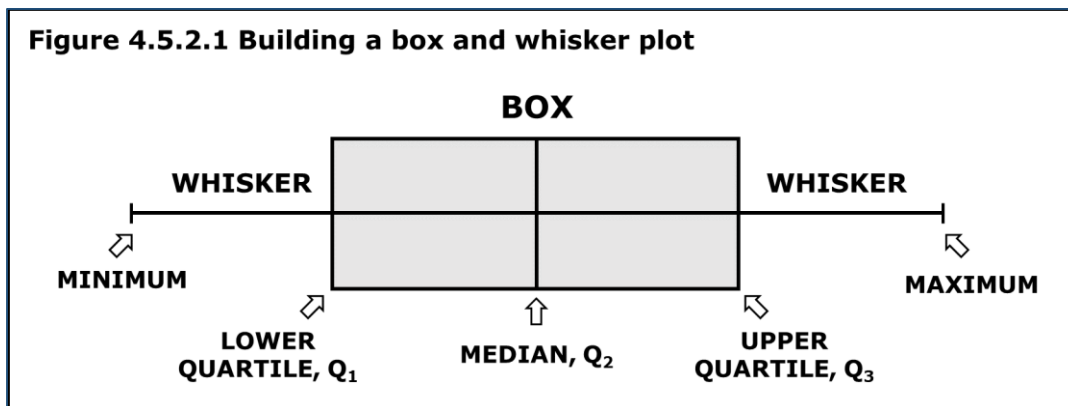 Figure 4.5.2.1 Building a box and whisker plot
BOX
WHISKER
WHISKER
MINIMUM
MAXIMUM
LOWER
QUARTILE, Q₁
MEDIAN, Q₂
UPPER
QUARTILE, Q₃